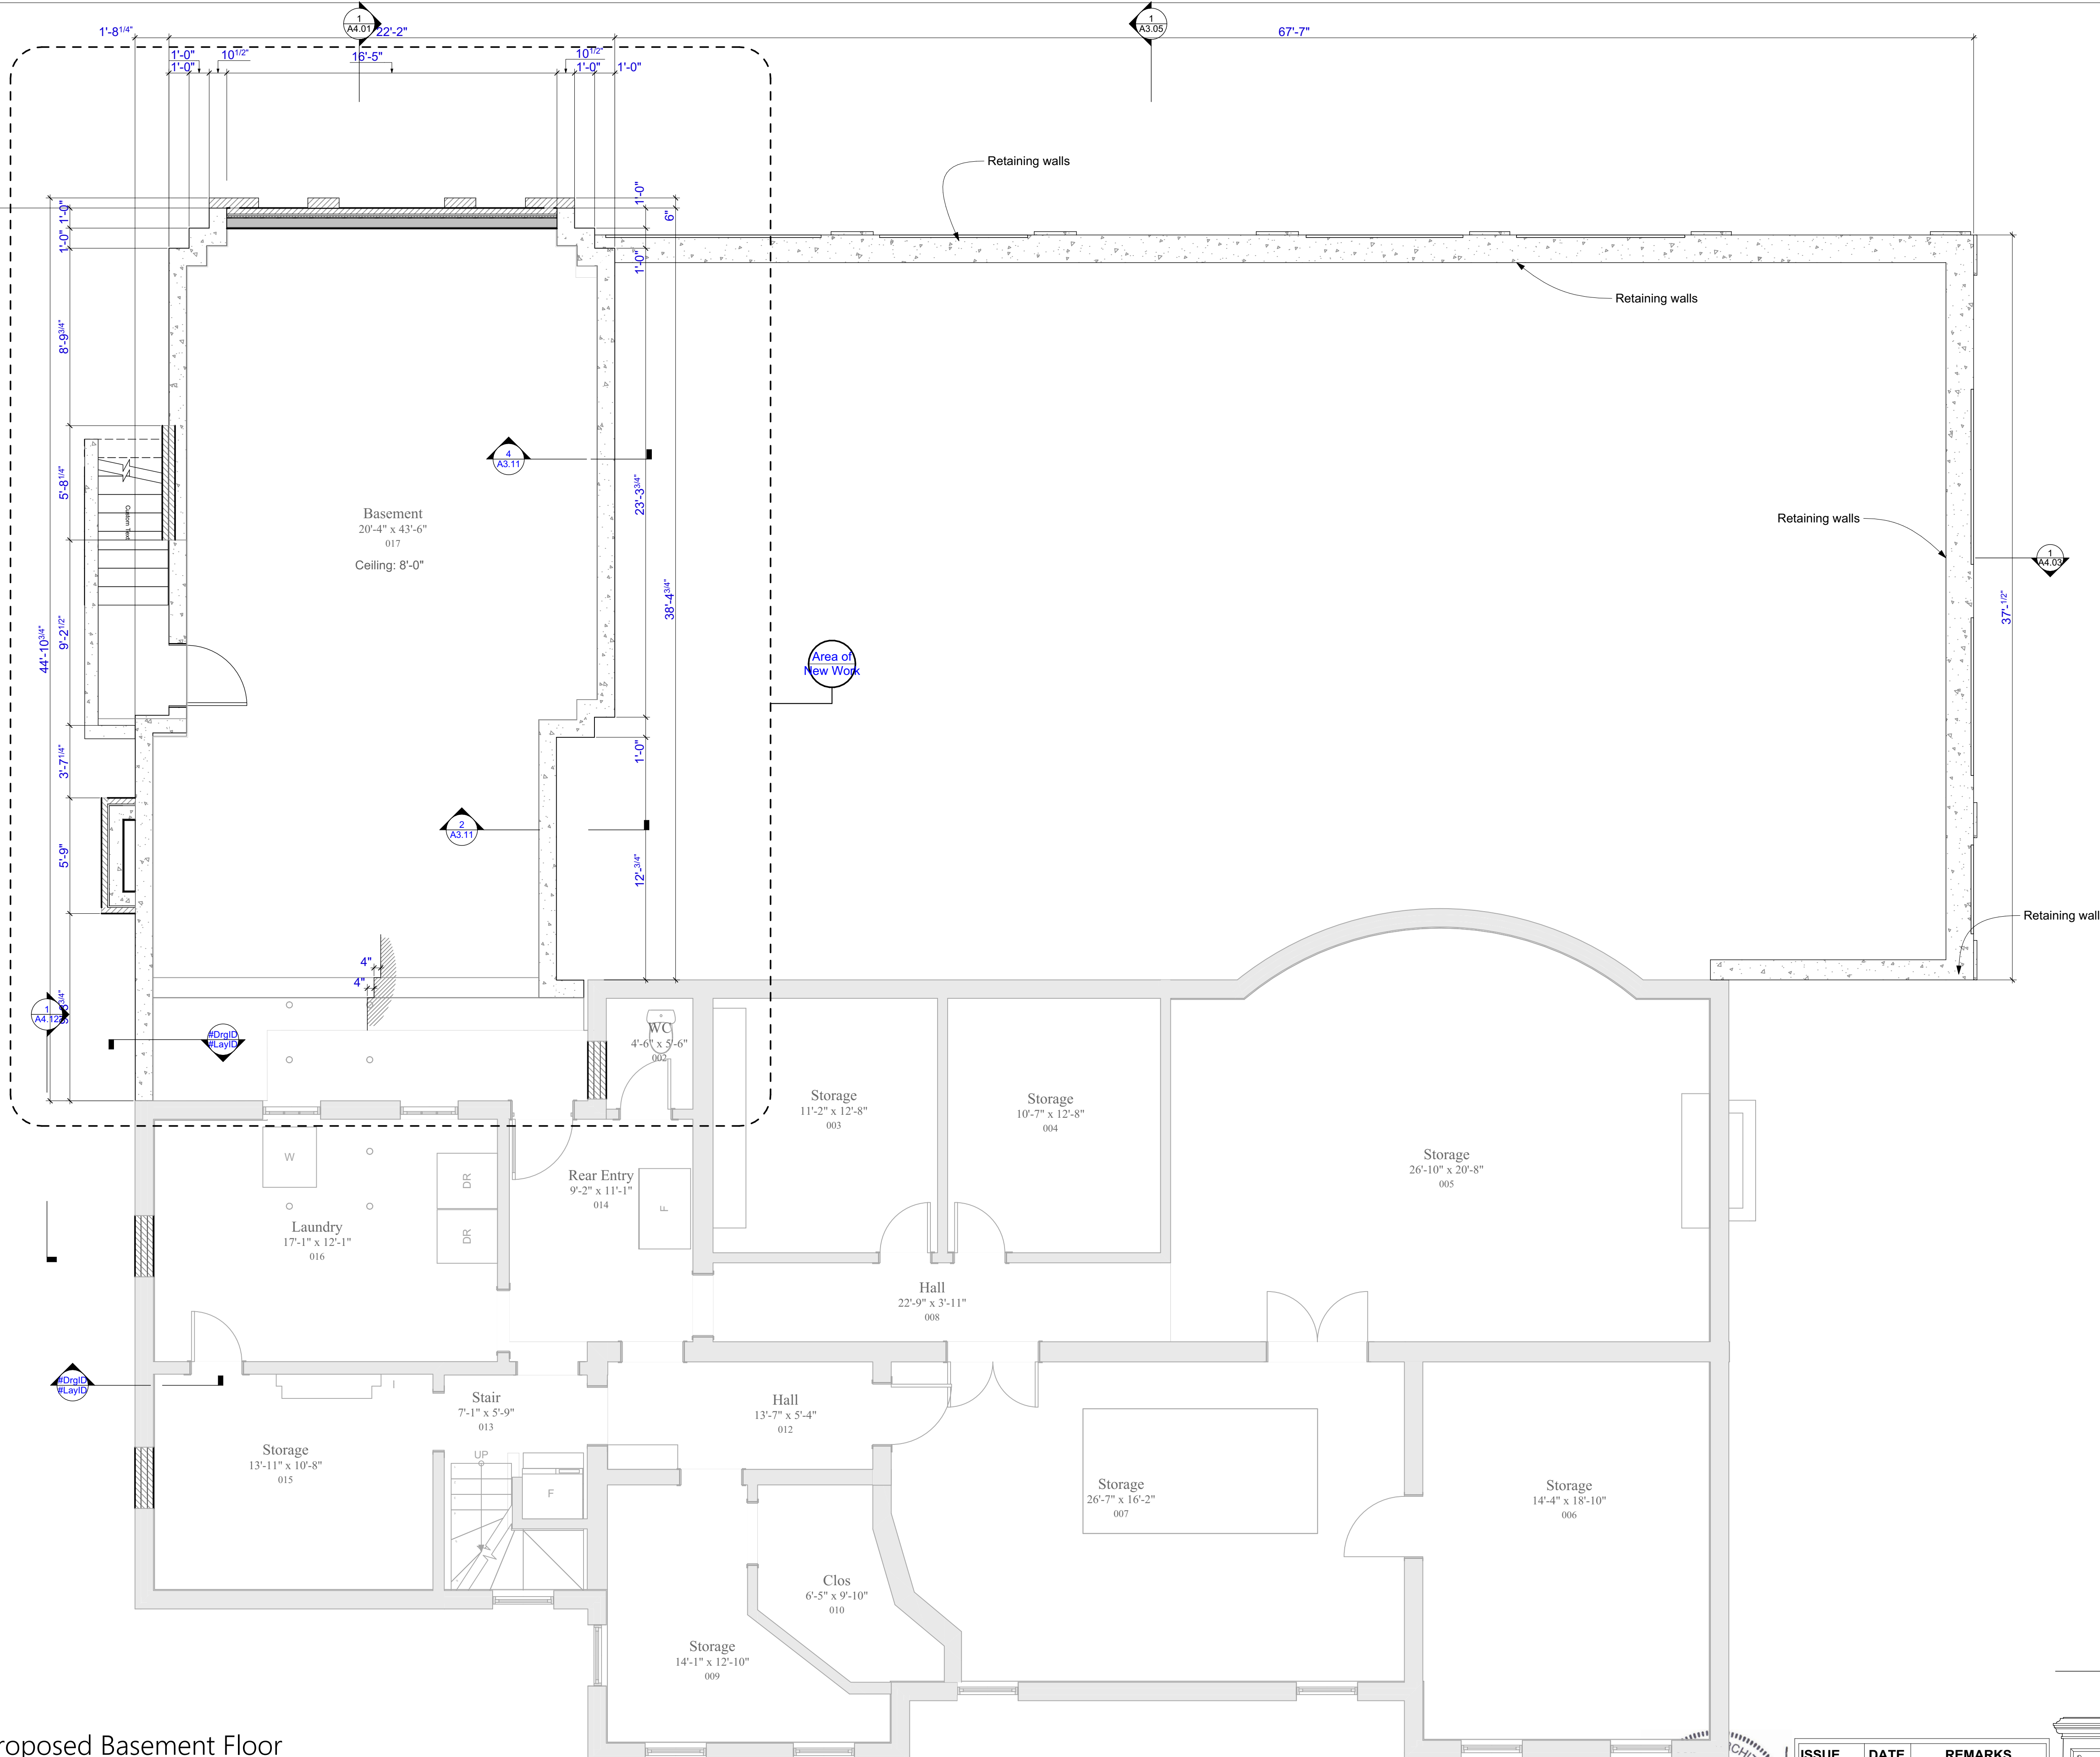 1
A4.01
1
A3.05
1'-8 1/4"
22'-2"
67'-7"
1'-0"
10 1/2"
16'-5"
10 1/2"
1'-0"
1'-0"
1'-0"
Retaining walls
1'-0"
1'-0"
1'-0"
6"
1'-0"
Retaining walls
8'-9 3/4"
4
A3.11
5'-8 1/4"
Custom Text
23'-3 3/4"
Basement
20'-4" x 43'-6"
017
Ceiling: 8'-0"
Retaining walls
1
A4.03
9'-2 1/2"
44'-10 3/4"
38'-4 3/4"
37'-1/2"
Area of
New Work
3'-7 1/4"
1'-0"
2
A3.11
5'-9"
12'-3/4"
Retaining wall
4"
4"
1
A4.12
#DrgID
#LayID
WC
4'-6" x 5'-6"
002
Storage
11'-2" x 12'-8"
003
Storage
10'-7" x 12'-8"
004
Storage
26'-10" x 20'-8"
005
W
DR
DR
Rear Entry
9'-2" x 11'-1"
014
F
Laundry
17'-1" x 12'-1"
016
Hall
22'-9" x 3'-11"
008
#DrgID
#LayID
Stair
7'-1" x 5'-9"
013
Hall
13'-7" x 5'-4"
012
Storage
13'-11" x 10'-8"
015
UP
F
Storage
26'-7" x 16'-2"
007
Storage
14'-4" x 18'-10"
006
Clos
6'-5" x 9'-10"
010
Storage
14'-1" x 12'-10"
009
roposed Basement Floor
ISSUE DATE REMARKS